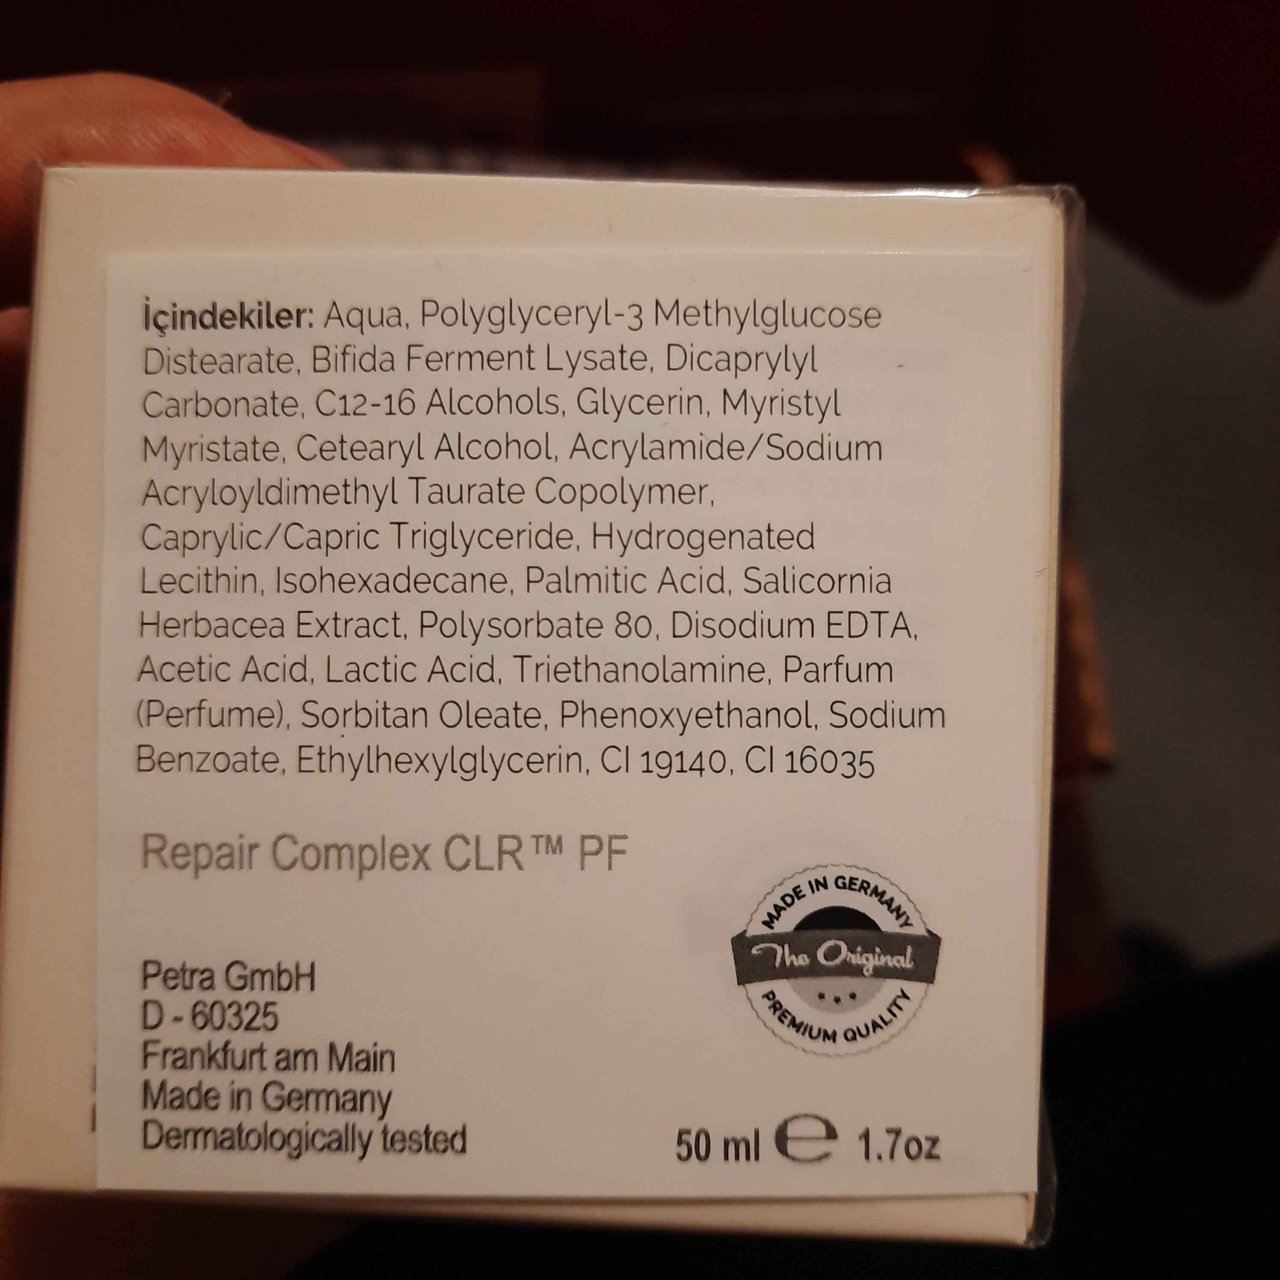 İçindekiler: Aqua, Polyglyceryl-3 Methylglucose
Distearate, Bifida Ferment Lysate, Dicaprylyl
Carbonate, C12-16 Alcohols, Glycerin, Myristyl
Myristate, Cetearyl Alcohol, Acrylamide/Sodium
Acryloyldimethyl Taurate Copolymer,
Caprylic/Capric Triglyceride, Hydrogenated
Lecithin, Isohexadecane, Palmitic Acid, Salicornia
Herbacea Extract, Polysorbate 80, Disodium EDTA,
Acetic Acid, Lactic Acid, Triethanolamine, Parfum
(Perfume), Sorbitan Oleate, Phenoxyethanol, Sodium
Benzoate, Ethylhexylglycerin, CI 19140, CI 16035
Repair Complex CLR™ PF
MADE IN GERMANY
The Original
PREMIUM QUALITY
Petra GmbH
D - 60325
Frankfurt am Main
Made in Germany
Dermatologically tested
50 ml ℮ 1.7oz